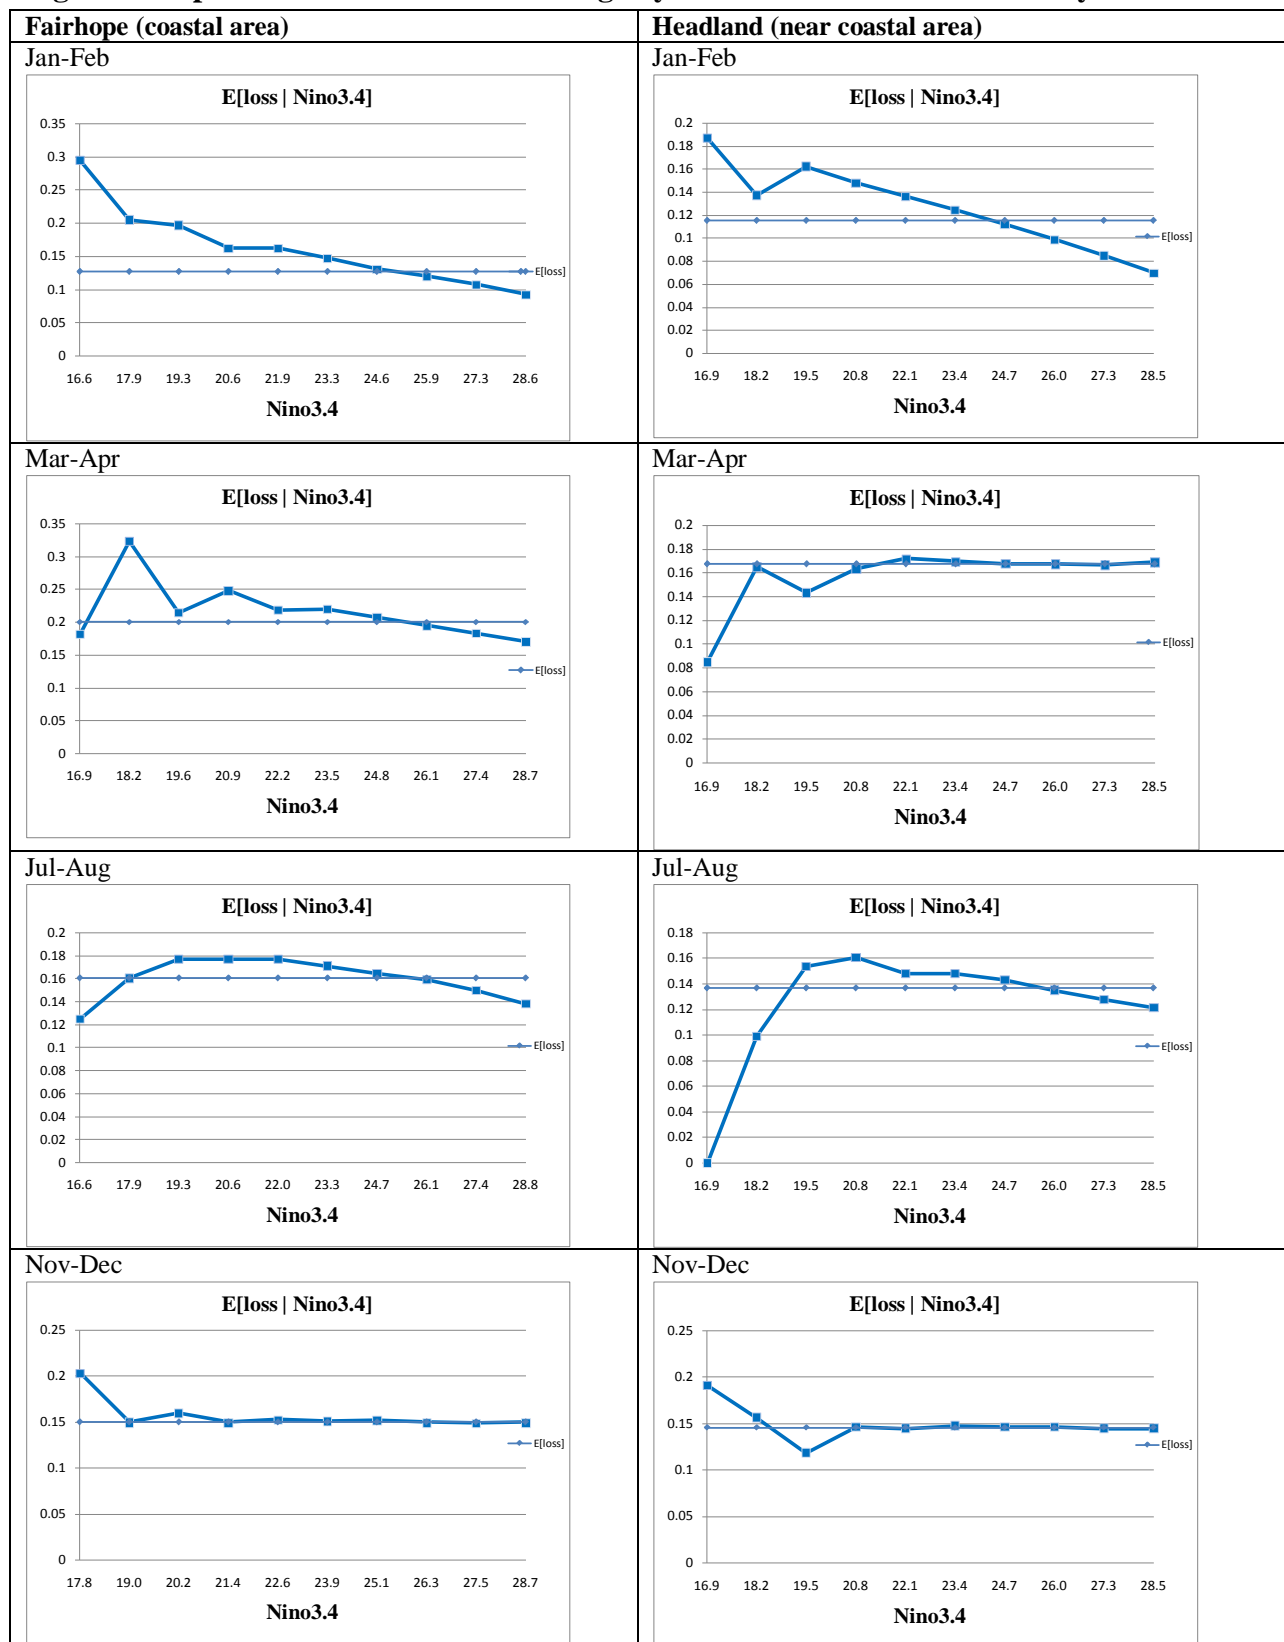 Fairhope (coastal area)
Headland (near coastal area)
Jan-Feb
E[loss | Nino3.4]
0.35
0.3
0.25
0.2
0.15
0.1
0.05
0
E[loss]
16.6 17.9 19.3 20.6 21.9 23.3 24.6 25.9 27.3 28.6
Nino3.4
Jan-Feb
E[loss | Nino3.4]
0.2
0.18
0.16
0.14
0.12
0.1
0.08
0.06
0.04
0.02
0
E[loss]
16.9 18.2 19.5 20.8 22.1 23.4 24.7 26.0 27.3 28.5
Nino3.4
Mar-Apr
E[loss | Nino3.4]
0.35
0.3
0.25
0.2
0.15
0.1
0.05
0
E[loss]
16.9 18.2 19.6 20.9 22.2 23.5 24.8 26.1 27.4 28.7
Nino3.4
Mar-Apr
E[loss | Nino3.4]
0.2
0.18
0.16
0.14
0.12
0.1
0.08
0.06
0.04
0.02
0
E[loss]
16.9 18.2 19.5 20.8 22.1 23.4 24.7 26.0 27.3 28.5
Nino3.4
Jul-Aug
E[loss | Nino3.4]
0.2
0.18
0.16
0.14
0.12
0.1
0.08
0.06
0.04
0.02
0
E[loss]
16.6 17.9 19.3 20.6 22.0 23.3 24.7 26.1 27.4 28.8
Nino3.4
Jul-Aug
E[loss | Nino3.4]
0.18
0.16
0.14
0.12
0.1
0.08
0.06
0.04
0.02
0
E[loss]
16.9 18.2 19.5 20.8 22.1 23.4 24.7 26.0 27.3 28.5
Nino3.4
Nov-Dec
E[loss | Nino3.4]
0.25
0.2
0.15
0.1
0.05
0
E[loss]
17.8 19.0 20.2 21.4 22.6 23.9 25.1 26.3 27.5 28.7
Nino3.4
Nov-Dec
E[loss | Nino3.4]
0.25
0.2
0.15
0.1
0.05
0
E[loss]
16.9 18.2 19.5 20.8 22.1 23.4 24.7 26.0 27.3 28.5
Nino3.4